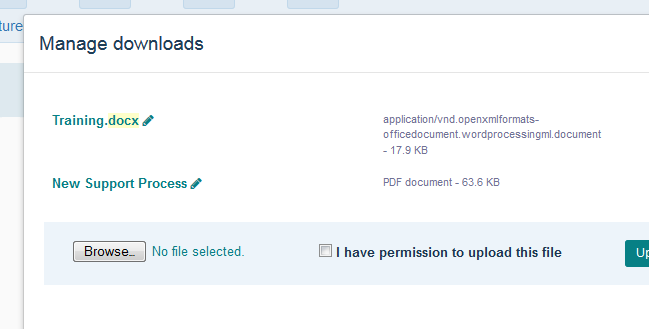 ture
Manage downloads
Training.docx
application/vnd.openxmlformats-
officedocument.wordprocessingml.document
- 17.9 KB
New Support Process
PDF document - 63.6 KB
Browse… No file selected.
I have permission to upload this file
Up